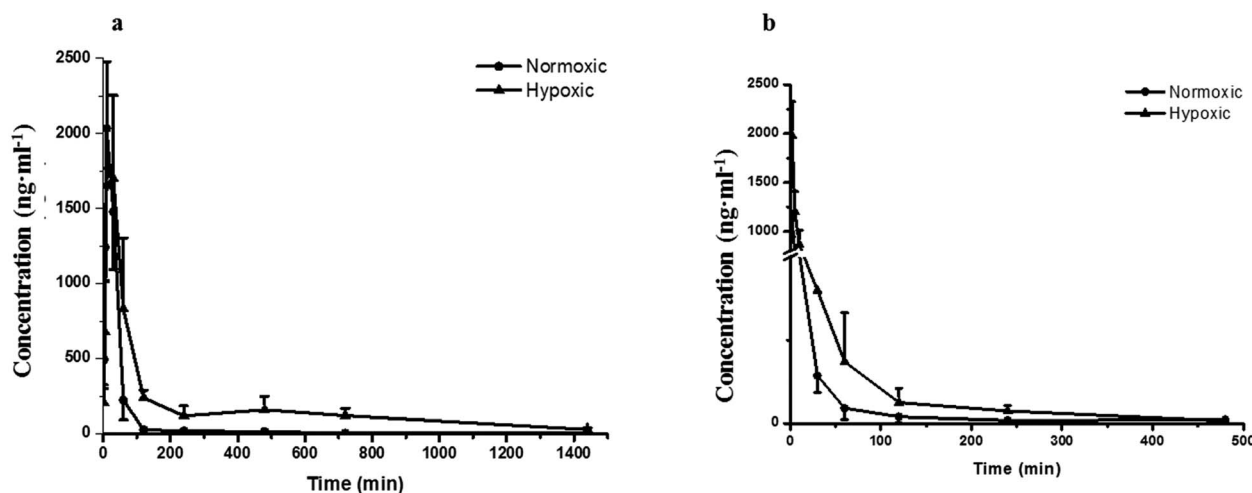 a
Concentration (ng·ml-1)
2500
2000
1500
1000
500
0
Normoxic
Hypoxic
0 200 400 600 800 1000 1200 1400
Time (min)
b
Concentration (ng·ml-1)
2500
2000
1500
1000
0
Normoxic
Hypoxic
0 100 200 300 400 500
Time (min)